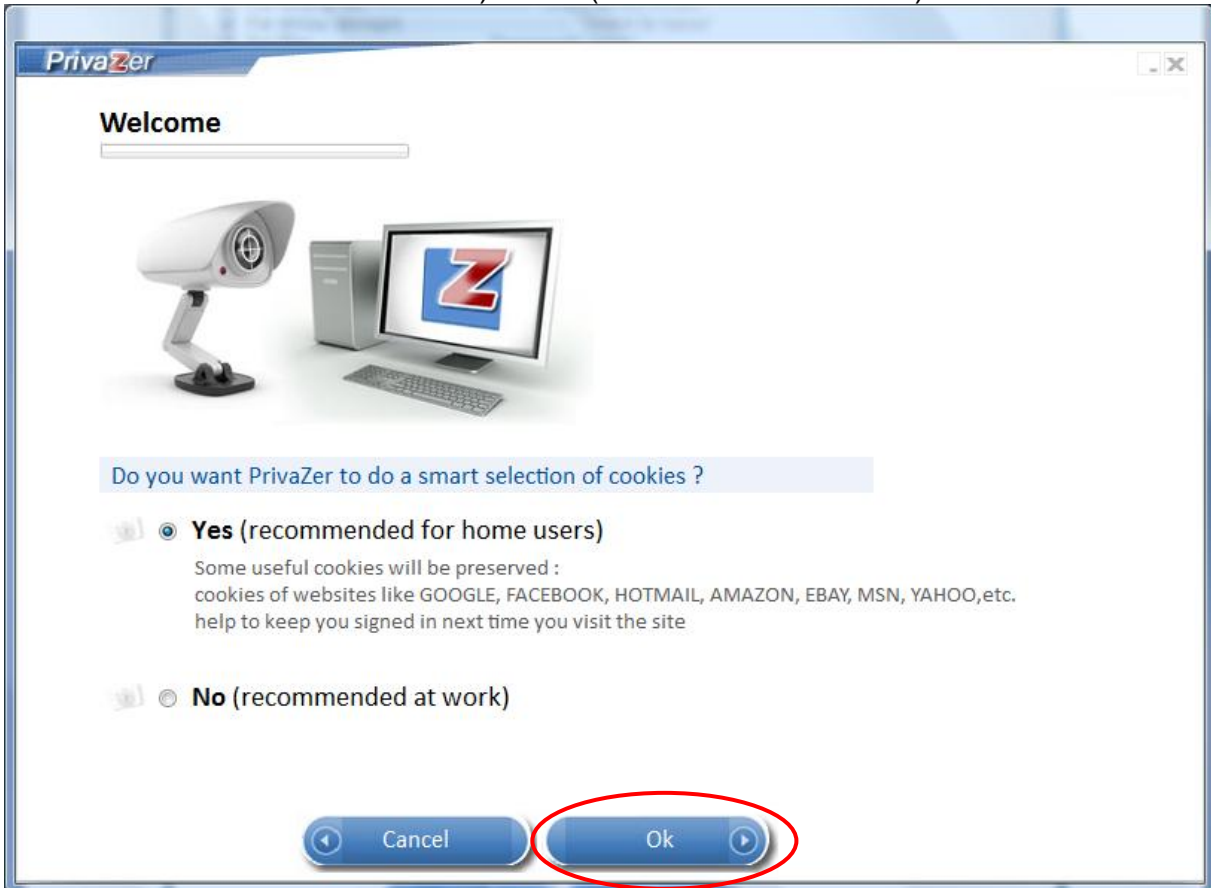 PrivaZer
Welcome
Z
Do you want PrivaZer to do a smart selection of cookies ?
Yes (recommended for home users)
Some useful cookies will be preserved :
cookies of websites like GOOGLE, FACEBOOK, HOTMAIL, AMAZON, EBAY, MSN, YAHOO,etc.
help to keep you signed in next time you visit the site
No (recommended at work)
Cancel
Ok